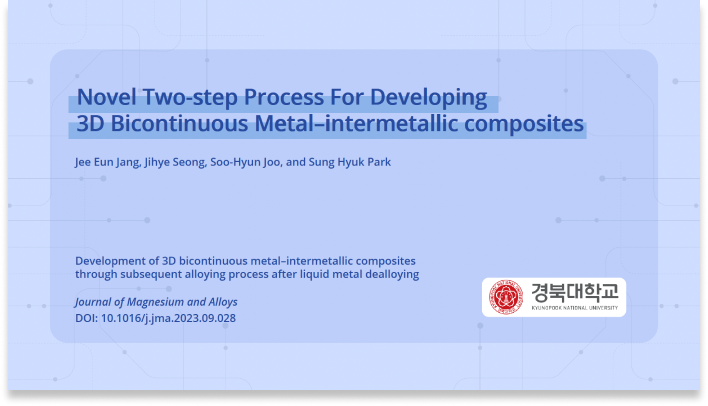 Novel Two-step Process For Developing
3D Bicontinuous Metal–intermetallic composites
Jee Eun Jang, Jihye Seong, Soo-Hyun Joo, and Sung Hyuk Park
Development of 3D bicontinuous metal–intermetallic composites
through subsequent alloying process after liquid metal dealloying
Journal of Magnesium and Alloys
DOI: 10.1016/j.jma.2023.09.028
경북대학교
KYUNGPOOK NATIONAL UNIVERSITY